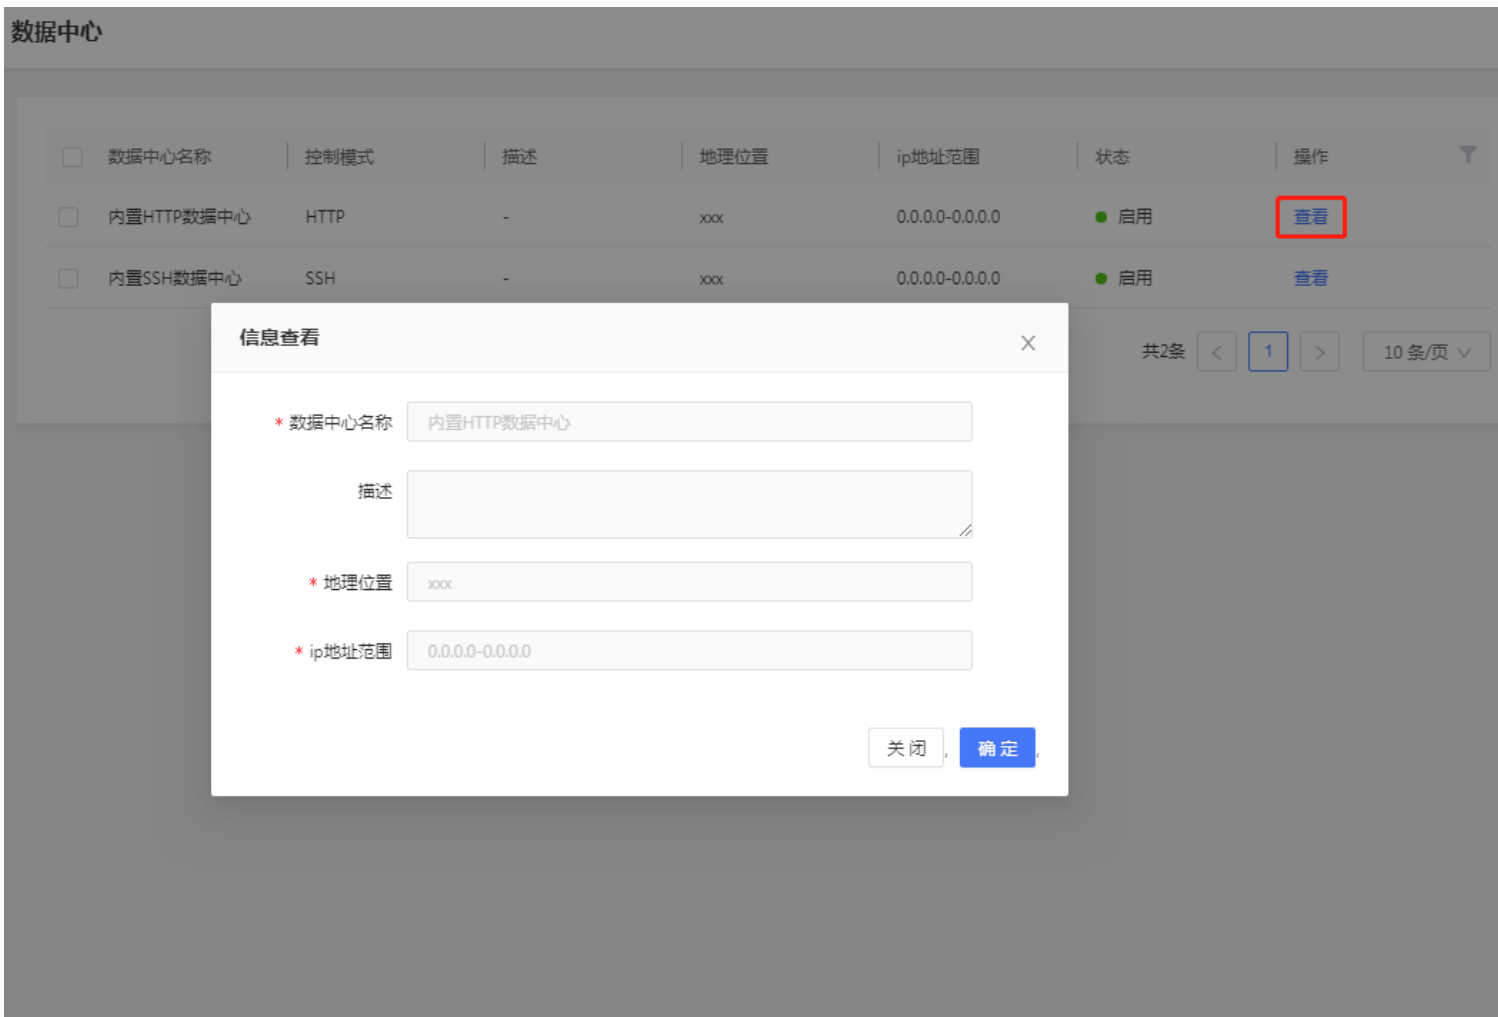 数据中心
数据中心名称 控制模式 描述 地理位置 ip地址范围 状态 操作
内置HTTP数据中心 HTTP - xxx 0.0.0.0-0.0.0.0 启用 查看
内置SSH数据中心 SSH - xxx 0.0.0.0-0.0.0.0 启用 查看
共2条 < 1 > 10 条/页
信息查看
* 数据中心名称 内置HTTP数据中心
描述
* 地理位置 xxx
* ip地址范围 0.0.0.0-0.0.0.0
关 闭 , 确 定 ,